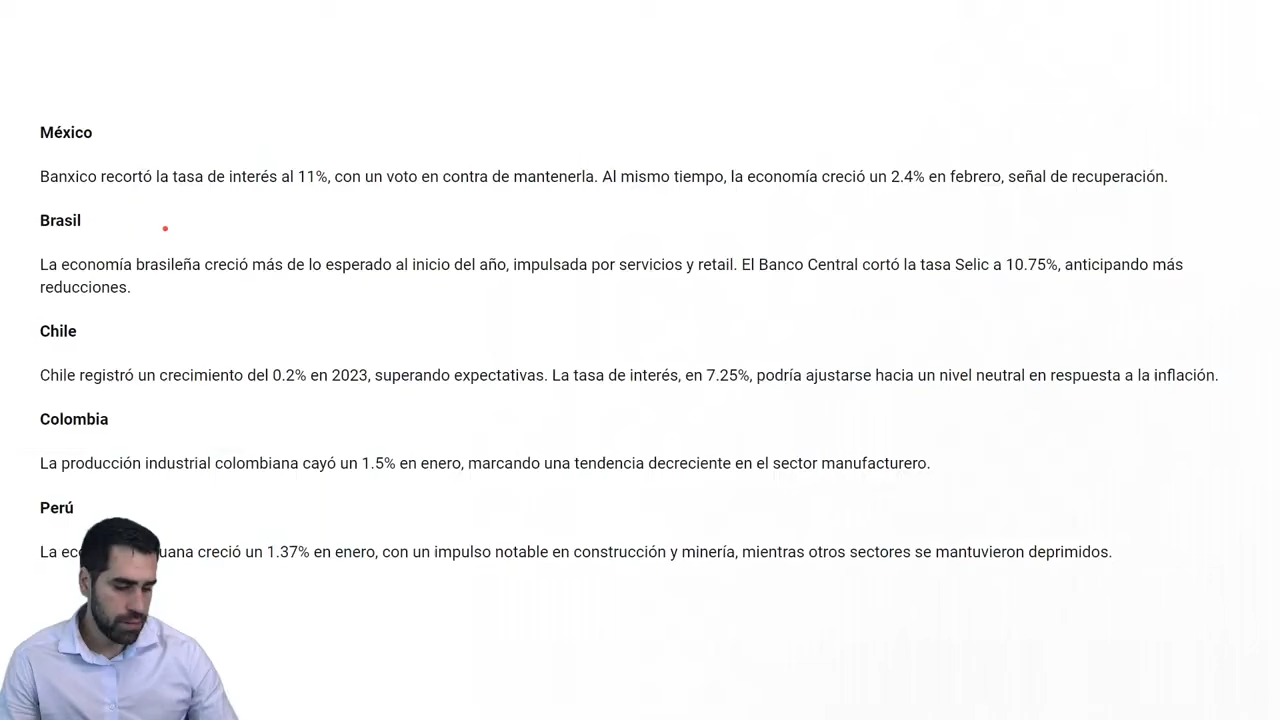 México
Banxico recortó la tasa de interés al 11%, con un voto en contra de mantenerla. Al mismo tiempo, la economía creció un 2.4% en febrero, señal de recuperación.
Brasil
La economía brasileña creció más de lo esperado al inicio del año, impulsada por servicios y retail. El Banco Central cortó la tasa Selic a 10.75%, anticipando más
reducciones.
Chile
Chile registró un crecimiento del 0.2% en 2023, superando expectativas. La tasa de interés, en 7.25%, podría ajustarse hacia un nivel neutral en respuesta a la inflación.
Colombia
La producción industrial colombiana cayó un 1.5% en enero, marcando una tendencia decreciente en el sector manufacturero.
Perú
La creció un 1.37% en enero, con un impulso notable en construcción y minería, mientras otros sectores se mantuvieron deprimidos.